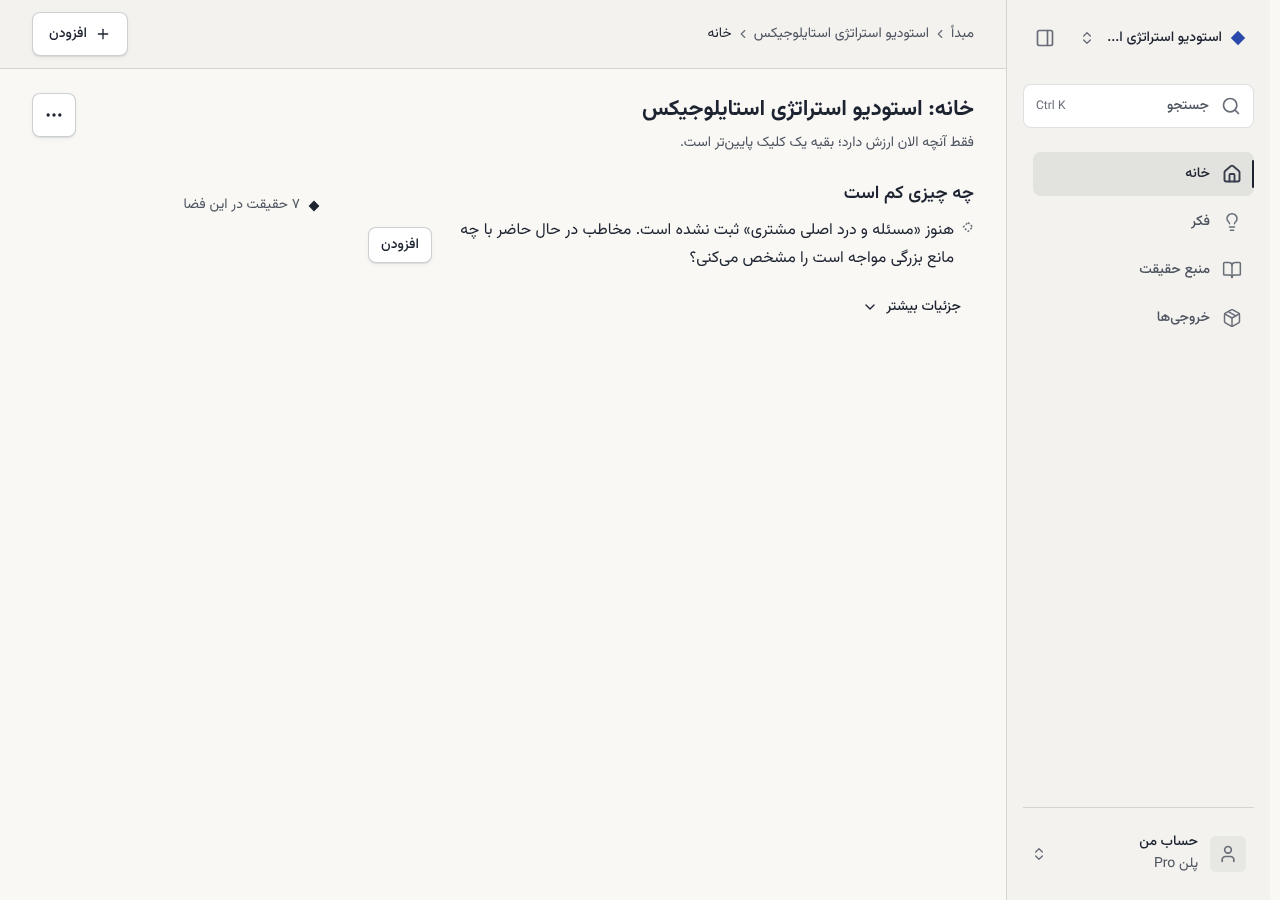 استودیو استراتژی ا...
جستجو
Ctrl K
خانه
فکر
منبع حقیقت
خروجی‌ها
حساب من
پلن Pro
مبدأ
استودیو استراتژی استایلوجیکس
خانه
افزودن
خانه: استودیو استراتژی استایلوجیکس
فقط آنچه الان ارزش دارد؛ بقیه یک کلیک پایین‌تر است.
چه چیزی کم است
هنوز «مسئله و درد اصلی مشتری» ثبت نشده است. مخاطب در حال حاضر با چه
مانع بزرگی مواجه است را مشخص می‌کنی؟
افزودن
جزئیات بیشتر
۷ حقیقت در این فضا